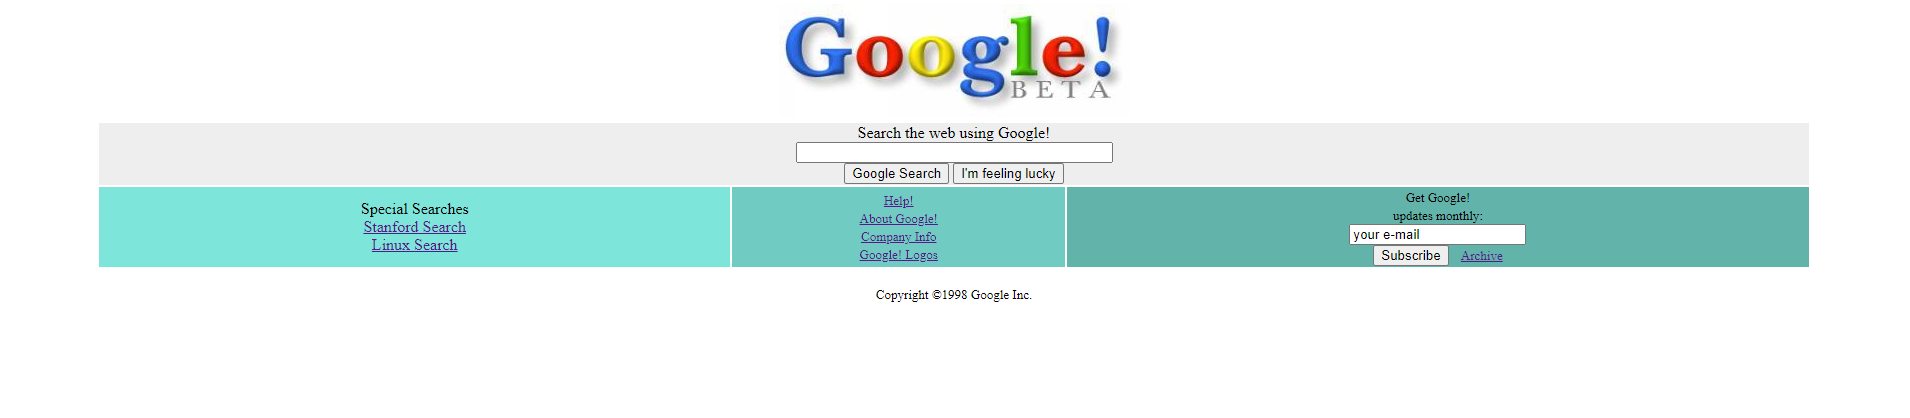 Google!
BETA
Search the web using Google!
Google Search I'm feeling lucky
Special Searches
Stanford Search
Linux Search
Help!
About Google!
Company Info
Google! Logos
Get Google!
updates monthly:
your e-mail
Subscribe Archive
Copyright ©1998 Google Inc.